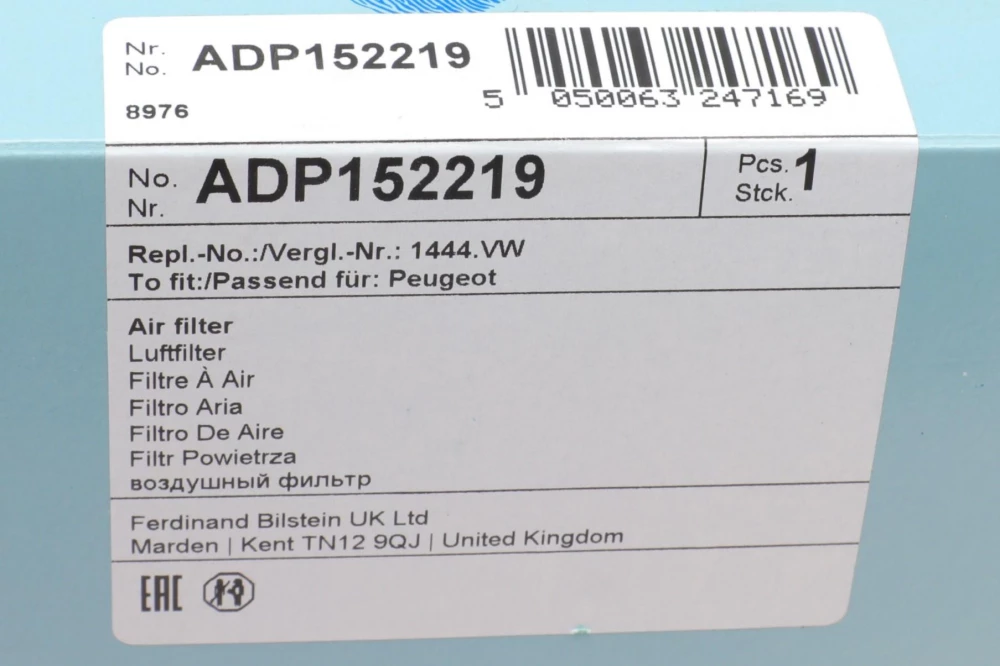 Nr. No. ADP152219
8976
5 050063 247169
No. Nr. ADP152219
Pcs. Stck. 1
Repl.-No.:/Vergl.-Nr.: 1444.VW
To fit:/Passend für: Peugeot
Air filter
Luftfilter
Filtre À Air
Filtro Aria
Filtro De Aire
Filtr Powietrza
воздушный фильтр
Ferdinand Bilstein UK Ltd
Marden | Kent TN12 9QJ | United Kingdom
EAC